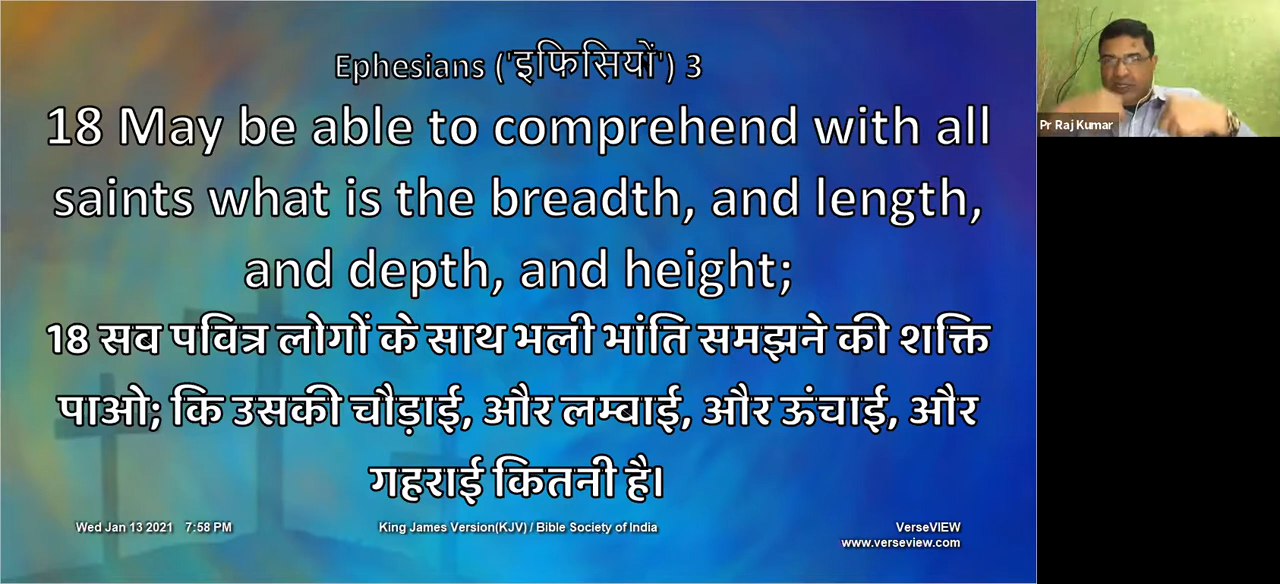 Ephesians ('इफिसियों') 3
18 May be able to comprehend with all
saints what is the breadth, and length,
and depth, and height;
18 सब पवित्र लोगों के साथ भली भांति समझने की शक्ति
पाओ; कि उसकी चौड़ाई, और लम्वाई, और ऊंचाई, और
गहराई कितनी है।
Wed Jan 13 2021 7:58 PM
King James Version(KJV) / Bible Society of India
VerseVIEW
www.verseview.com
Pr Raj Kumar